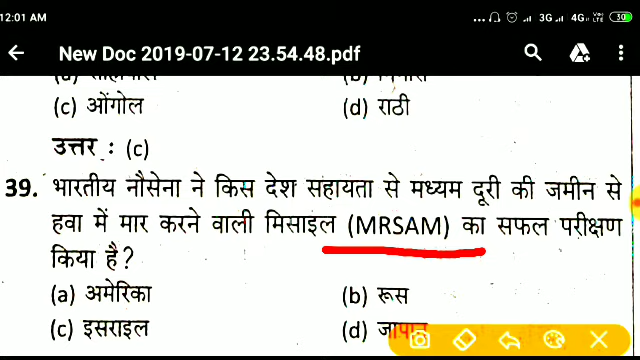 12:01 AM ... 3G 4G VoLTE 30
New Doc 2019-07-12 23.54.48.pdf
(c) ओंगोल (d) राठी
उत्तर : (c)
39. भारतीय नौसेना ने किस देश सहायता से मध्यम दूरी की जमीन से
हवा में मार करने वाली मिसाइल (MRSAM) का सफल परीक्षण
किया है?
(a) अमेरिका (b) रूस
(c) इसराइल (d) जापान